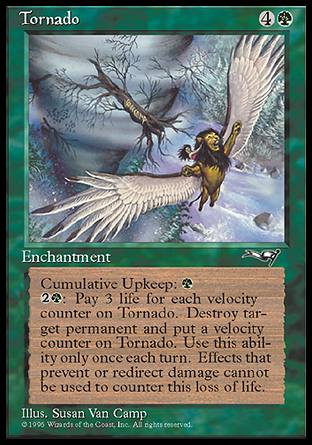 Tornado 4
Enchantment
Cumulative Upkeep:
2 : Pay 3 life for each velocity
counter on Tornado. Destroy tar-
get permanent and put a velocity
counter on Tornado. Use this abil-
ity only once each turn. Effects that
prevent or redirect damage cannot
be used to counter this loss of life.
Illus. Susan Van Camp
©1996 Wizards of the Coast, Inc. All rights reserved.